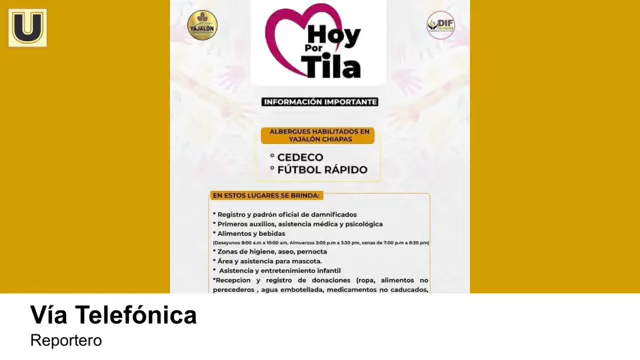 U
YAJALÓN
DIF
Hoy
Por
Tila
INFORMACIÓN IMPORTANTE
ALBERGUES HABILITADOS EN
YAJALÓN CHIAPAS
° CEDECO
° FÚTBOL RÁPIDO
EN ESTOS LUGARES SE BRINDA:
* Registro y padrón oficial de damnificados
* Primeros auxilios, asistencia médica y psicológica
* Alimentos y bebidas
(Desayunos 8:00 a.m a 10:00 am, Almuerzos 2:00 p.m a 3:30 pm, cenas de 7:00 p.m a 8:30 pm)
* Zonas de higiene, aseo, pernocta
* Área y asistencia para mascota.
* Asistencia y entretenimiento infantil
*Recepcion y registro de donaciones (ropa, alimentos no
perecederos , agua embotellada, medicamentos no caducados,
Vía Telefónica
Reportero